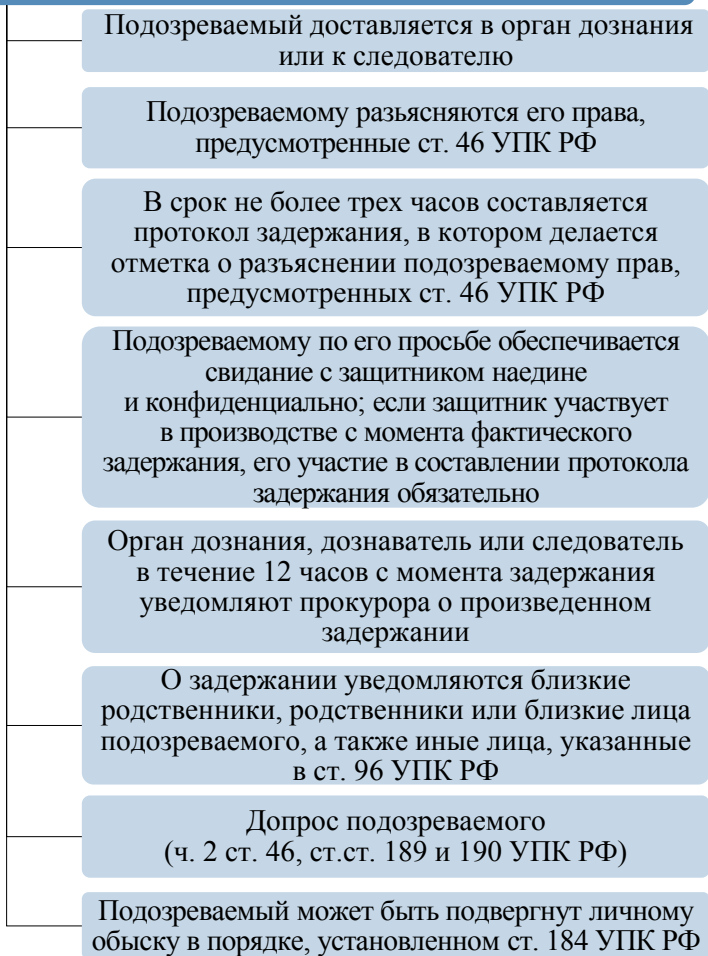 Подозреваемый доставляется в орган дознания
или к следователю
Подозреваемому разьясняются его права,
предусмотренные ст. 46 УПК РФ
В срок не более трех часов составляется
протокол задержания, в котором делается
отметка о разъяснении подозреваемому прав,
предусмотренных ст. 46 УПК РФ
Подозреваемому по его просьбе обеспечивается
свидание с защитником наедине
и конфиденциально; если защитник участвует
в производстве с момента фактического
задержания, его участие в составлении протокола
задержания обязательно
Орган дознания, дознаватель или следователь
в течение 12 часов с момента задержания
уведомляют прокурора о произведенном
задержании
О задержании уведомляются близкие
родственники, родственники или близкие лица
подозреваемого, а также иные лица, указанные
в ст. 96 УПК РФ
Допрос подозреваемого
(ч. 2 ст. 46, ст.ст. 189 и 190 УПК РФ)
Подозреваемый может быть подвергнут личному
обыску в порядке, установленном ст. 184 УПК РФ